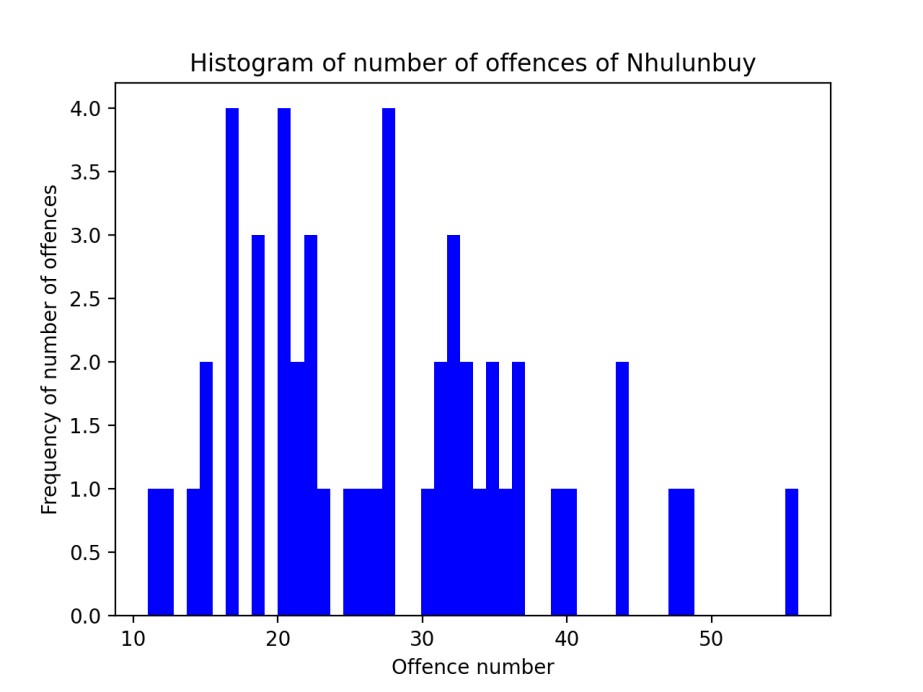 Histogram of number of offences of Nhulunbuy
4.0
3.5
3.0
2.5
2.0
1.5
1.0
0.5
0.0
Frequency of number of offences
10 20 30 40 50
Offence number